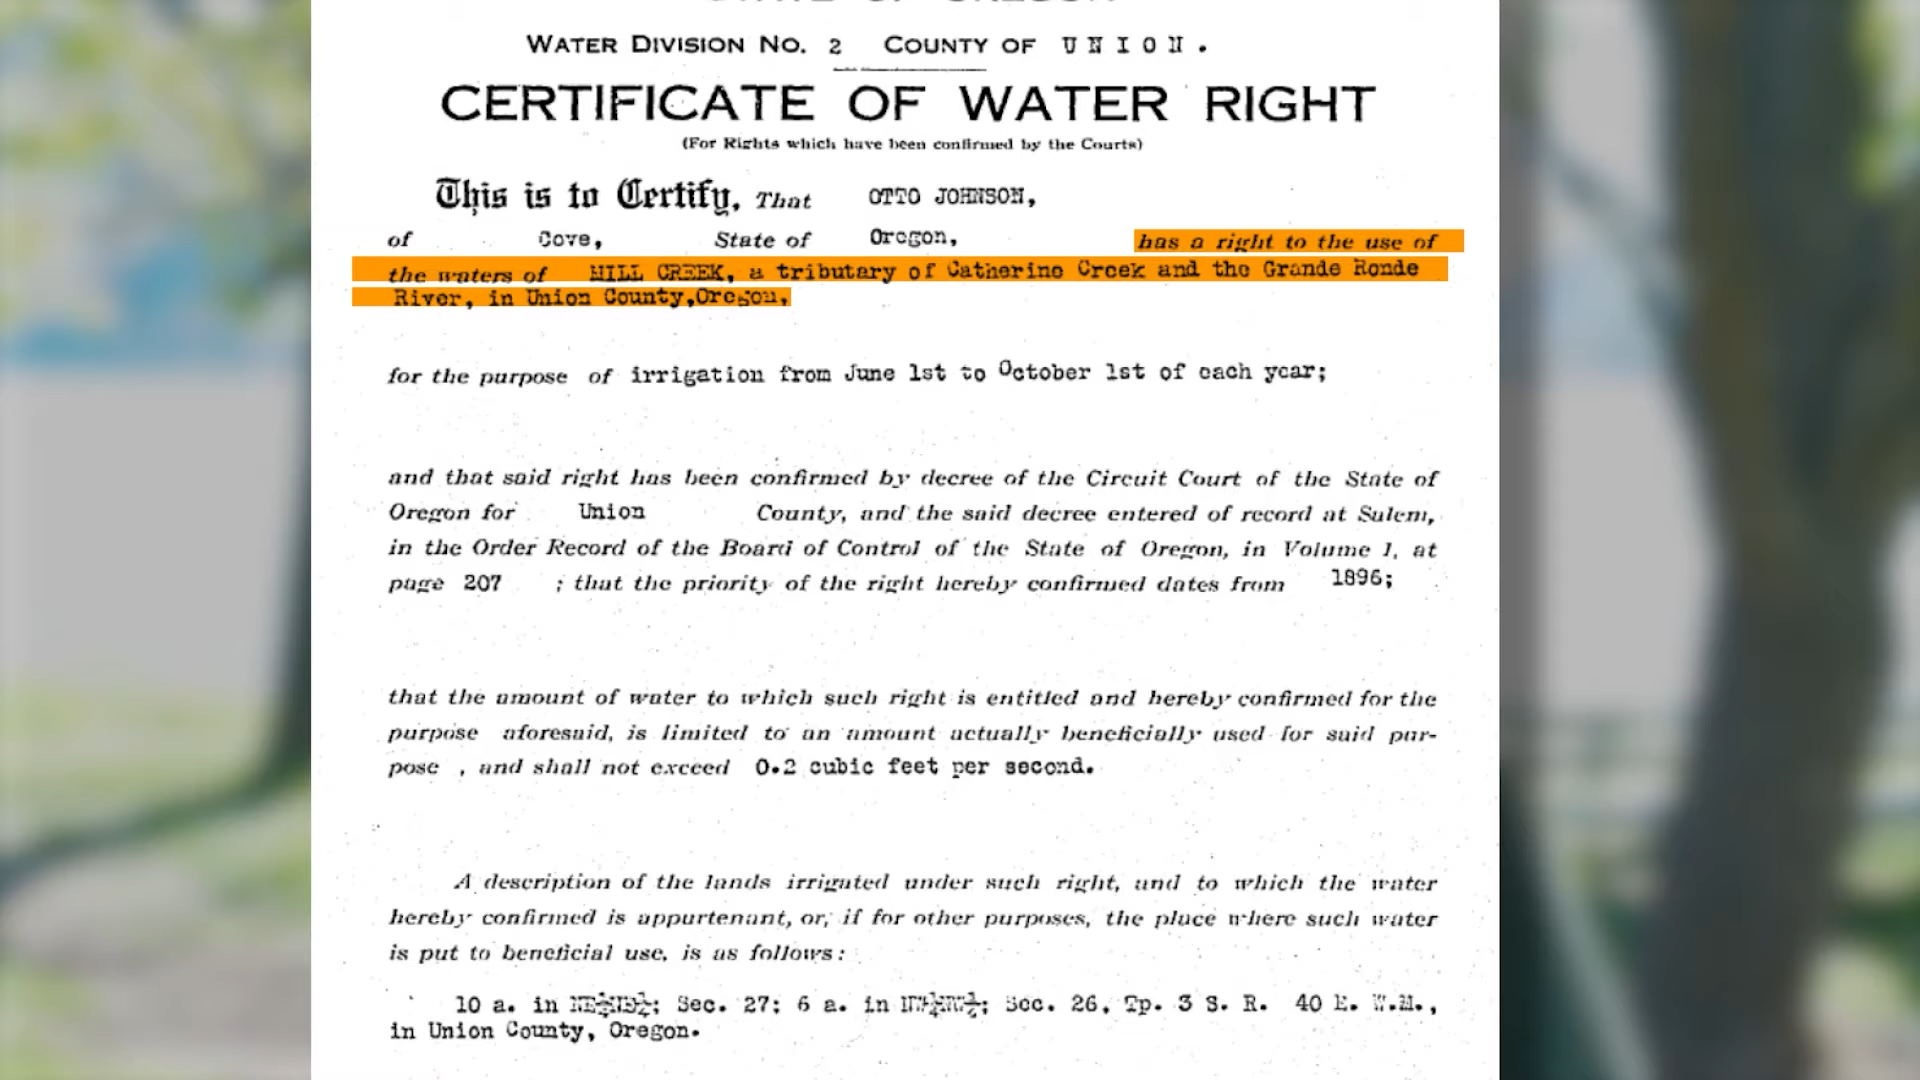 STATE OF OREGON
WATER DIVISION NO. 2 COUNTY OF UNION.
CERTIFICATE OF WATER RIGHT
(For Rights which have been confirmed by the Courts)
This is to Certify, That OTTO JOHNSON,
of Cove, State of Oregon, has a right to the use of
the waters of MILL CREEK, a tributary of Catherine Creek and the Grande Ronde
River, in Union County,Oregon,
for the purpose of irrigation from June 1st to October 1st of each year;
and that said right has been confirmed by decree of the Circuit Court of the State of
Oregon for Union County, and the said decree entered of record at Salem,
in the Order Record of the Board of Control of the State of Oregon, in Volume 1, at
page 207 ; that the priority of the right hereby confirmed dates from 1896;
that the amount of water to which such right is entitled and hereby confirmed for the
purpose aforesaid, is limited to an amount actually beneficially used for said pur-
pose , and shall not exceed 0.2 cubic feet per second.
A description of the lands irrigated under such right, and to which the water
hereby confirmed is appurtenant, or, if for other purposes, the place where such water
is put to beneficial use, is as follows:
10 a. in Sec. 27; 6 a. in Sec. 26, Tp. 3 S. R. 40 E. W.M.,
in Union County, Oregon.